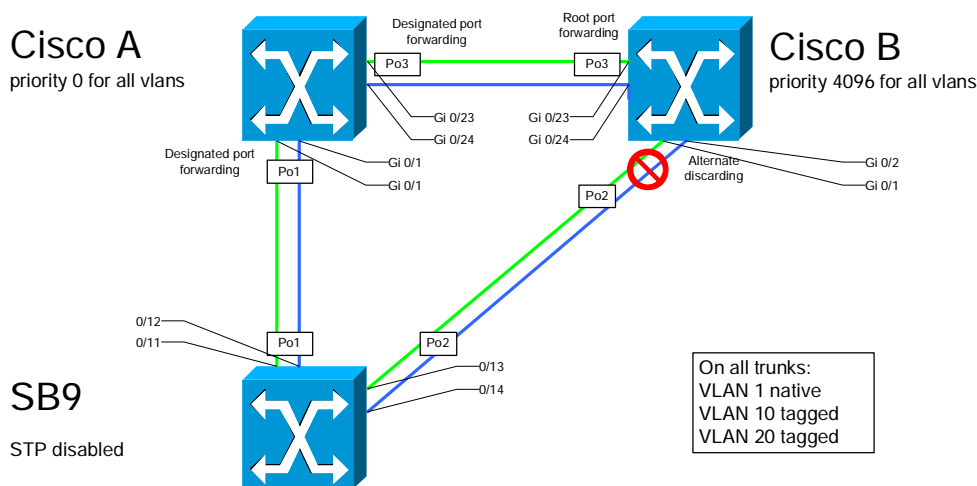 Cisco A
priority 0 for all vlans
Designated port
forwarding
Root port
forwarding
Cisco B
priority 4096 for all vlans
Po3
Po3
Gi 0/23
Gi 0/24
Gi 0/23
Gi 0/24
Designated port
forwarding
Po1
Gi 0/1
Gi 0/1
Alternate
discarding
Gi 0/2
Gi 0/1
Po2
0/12
0/11
Po1
Po2
0/13
0/14
SB9
STP disabled
On all trunks:
VLAN 1 native
VLAN 10 tagged
VLAN 20 tagged